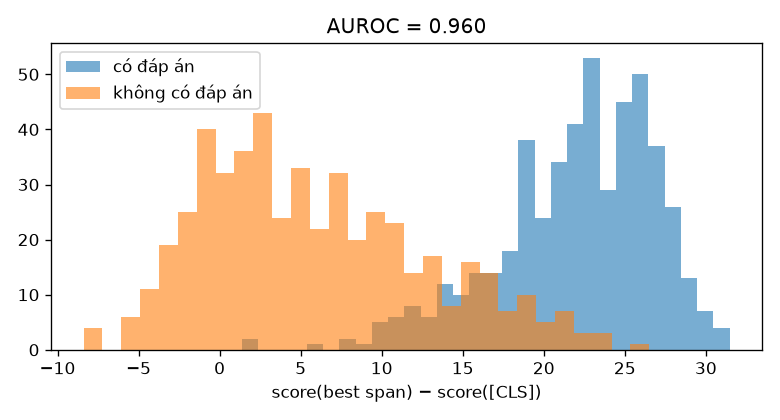 AUROC = 0.960
có đáp án
không có đáp án
50
40
30
20
10
0
−10 −5 0 5 10 15 20 25 30
score(best span) − score([CLS])